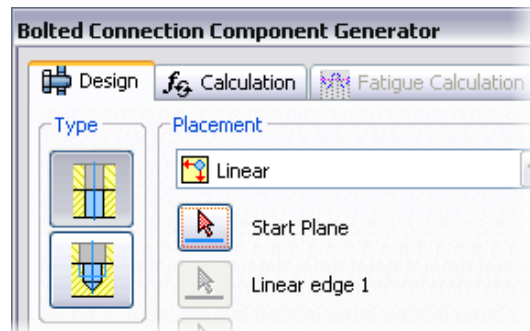 Bolted Connection Component Generator
Design Calculation Fatigue Calculation
Type Placement
Linear
Start Plane
Linear edge 1